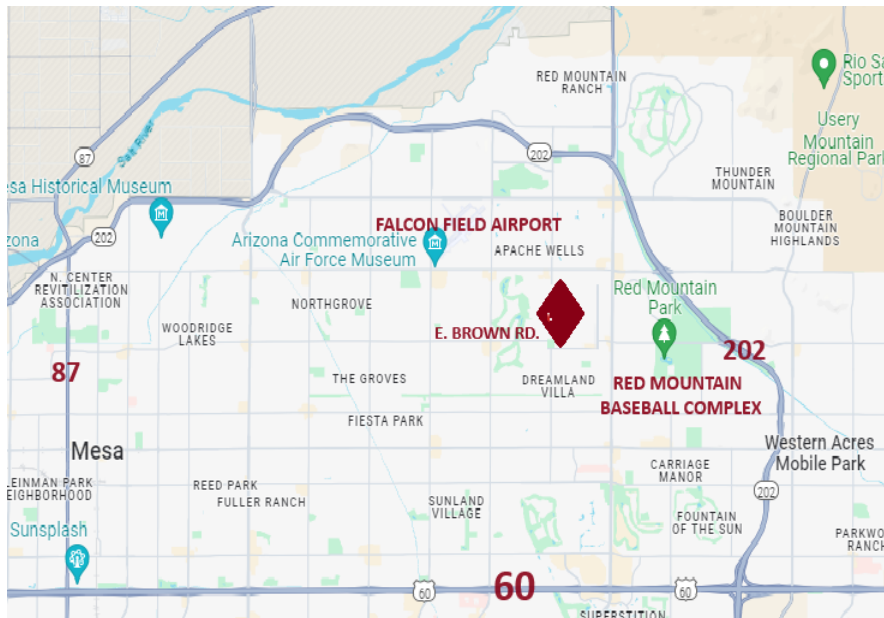 RED MOUNTAIN
RANCH
Rio Sa
Sport
Usery
Mountain
Regional Park
87
Salt River
202
THUNDER
MOUNTAIN
esa Historical Museum
BOULDER
MOUNTAIN
HIGHLANDS
FALCON FIELD AIRPORT
Arizona Commemorative
Air Force Museum
APACHE WELLS
izona
202
N. CENTER
REVITILIZATION
ASSOCIATION
NORTHGROVE
Red Mountain
Park
WOODRIDGE
LAKES
E. BROWN RD.
202
87
THE GROVES
DREAMLAND
VILLA
RED MOUNTAIN
BASEBALL COMPLEX
FIESTA PARK
Mesa
Western Acres
Mobile Park
CARRIAGE
MANOR
LEINMAN PARK
EIGHBORHOOD
REED PARK
FULLER RANCH
SUNLAND
VILLAGE
202
FOUNTAIN
OF THE SUN
Sunsplash
PARKWO
RANCH
60
60
60
SUPERSTITION